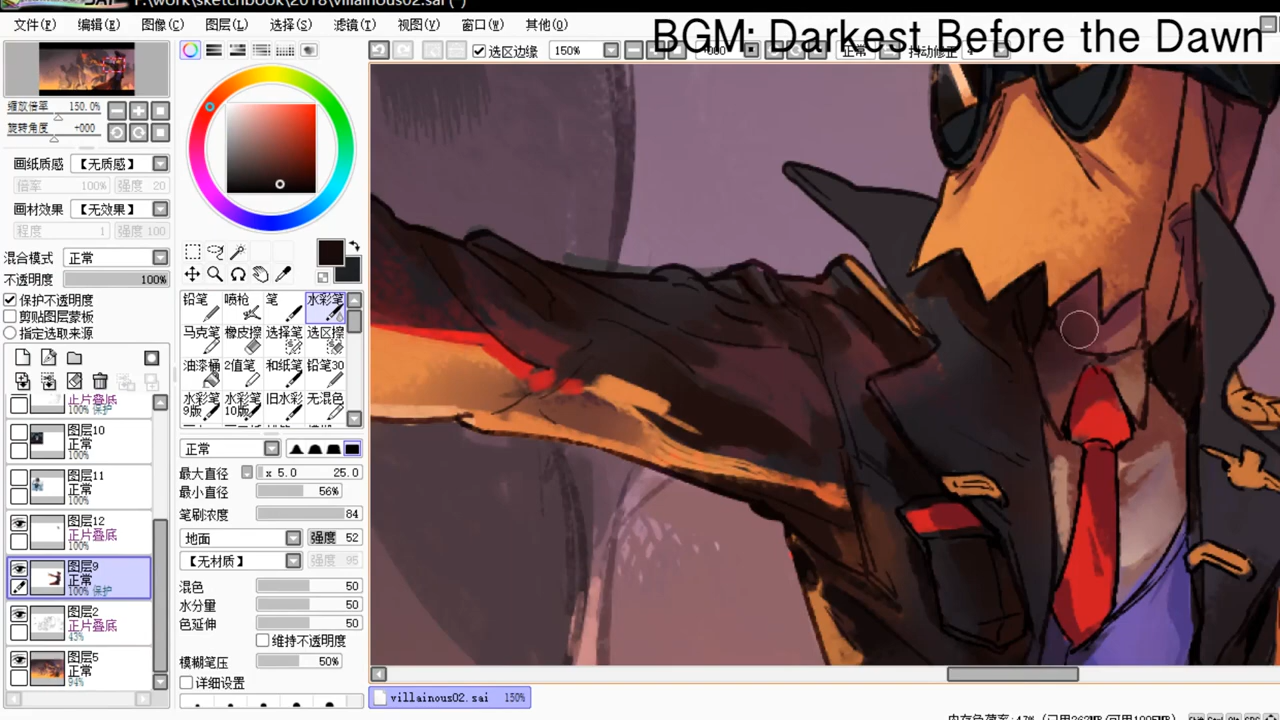 F:\work\sketchbook\2018\villainous02.sai (*)
文件(F) 编辑(E) 图像(C) 图层(L) 选择(S) 滤镜(T) 视图(V) 窗口(W) 其他(O)
BGM: Darkest Before the Dawn
选区边缘 150% 正常 抖动修正
缩放倍率 150.0%
旋转角度 +000
画纸质感 【无质感】
倍率 100% 强度 20
画材效果 【无效果】
程度 1 强度 100
混合模式 正常
不透明度 100%
保护不透明度
剪贴图层蒙板
指定选取来源
正片叠底
100% 保护
图层10
正常
100%
图层11
正常
100%
图层12
正片叠底
100%
图层9
正常
100% 保护
图层2
正片叠底
43%
图层5
正常
94%
铅笔 喷枪 笔 水彩笔
马克笔 橡皮擦 选择笔 选区擦
油漆桶 2值笔 和纸笔 铅笔30
水彩笔 水彩笔 旧水彩 无混色
9版 10版
正常
最大直径 x 5.0 25.0
最小直径 56%
笔刷浓度 84
地面 强度 52
【无材质】 强度 95
混色 50
水分量 50
色延伸 50
维持不透明度
模糊笔压 50%
详细设置
villainous02.sai 150%